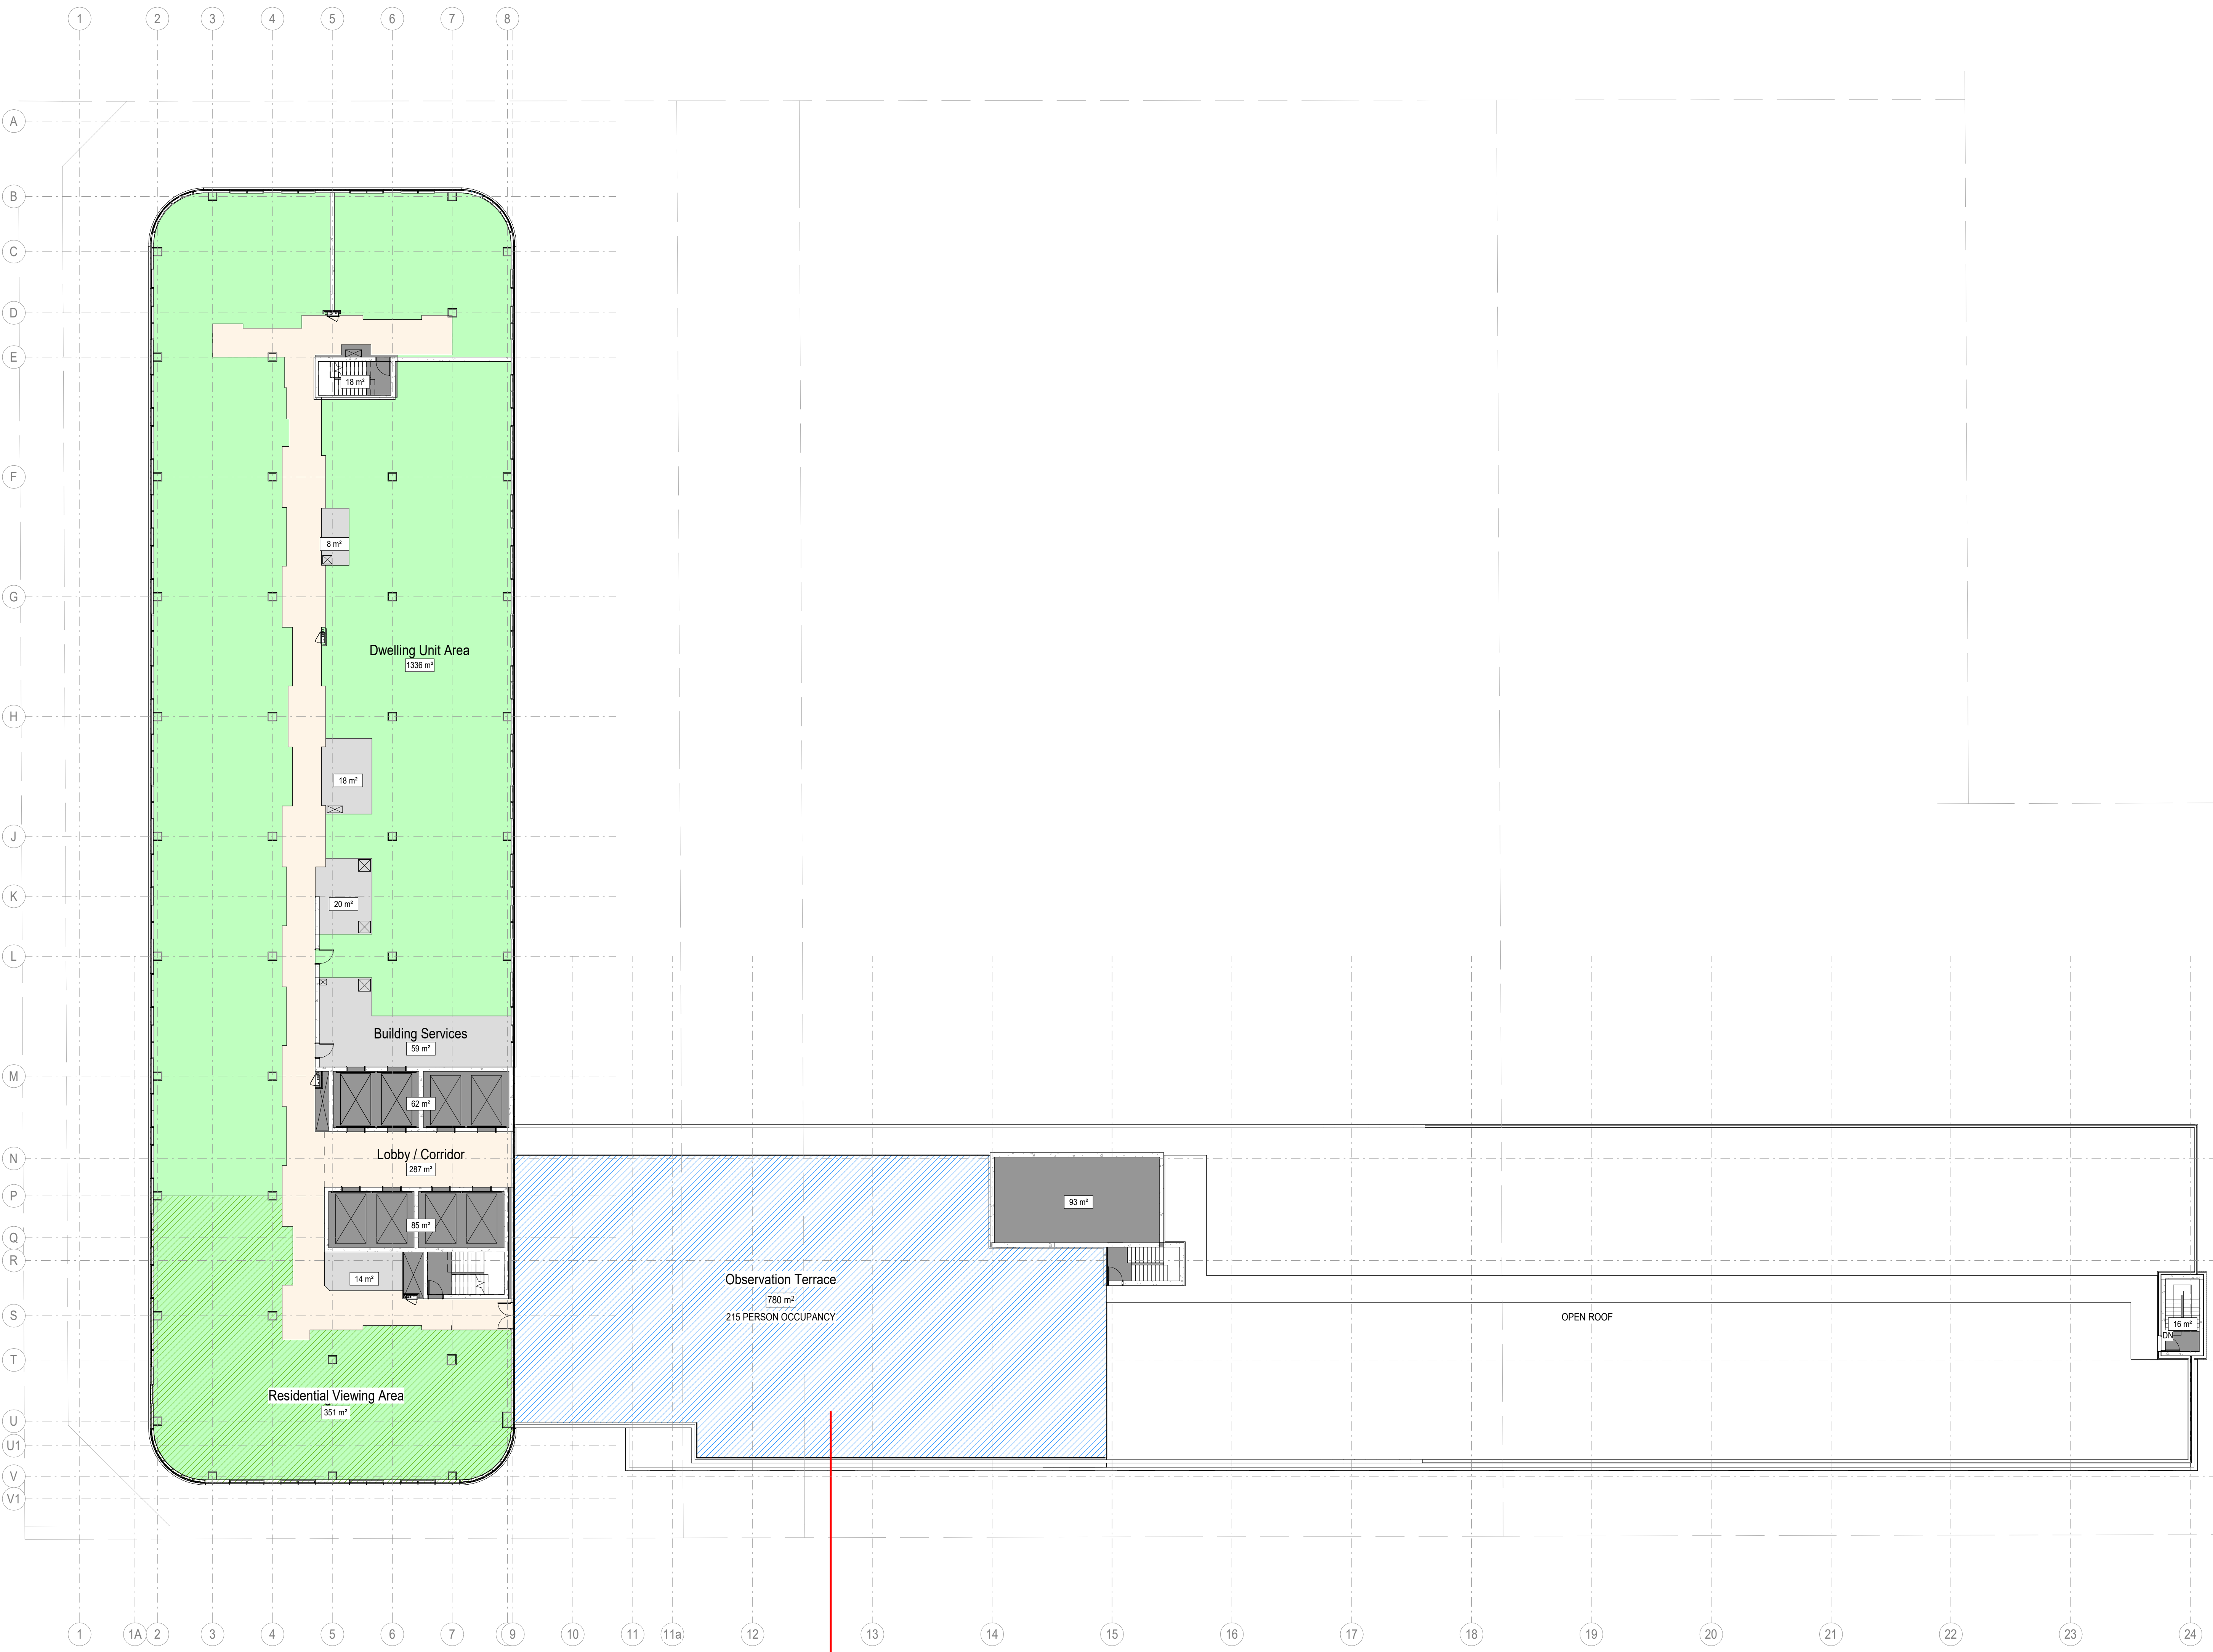 1 2 3 4 5 6 7 8
A
B
C
D
E
18 m²
F
8 m²
G
Dwelling Unit Area
1336 m²
H
18 m²
J
K
20 m²
L
Building Services
59 m²
M
62 m²
N
Lobby / Corridor
287 m²
P
93 m²
Q
85 m²
R
14 m²
Observation Terrace
780 m²
S
215 PERSON OCCUPANCY
OPEN ROOF
16 m²
DN
T
Residential Viewing Area
351 m²
U
U1
V
V1
1 1A 2 3 4 5 6 7 9 10 11 11a 12 13 14 15 16 17 18 19 20 21 22 23 24